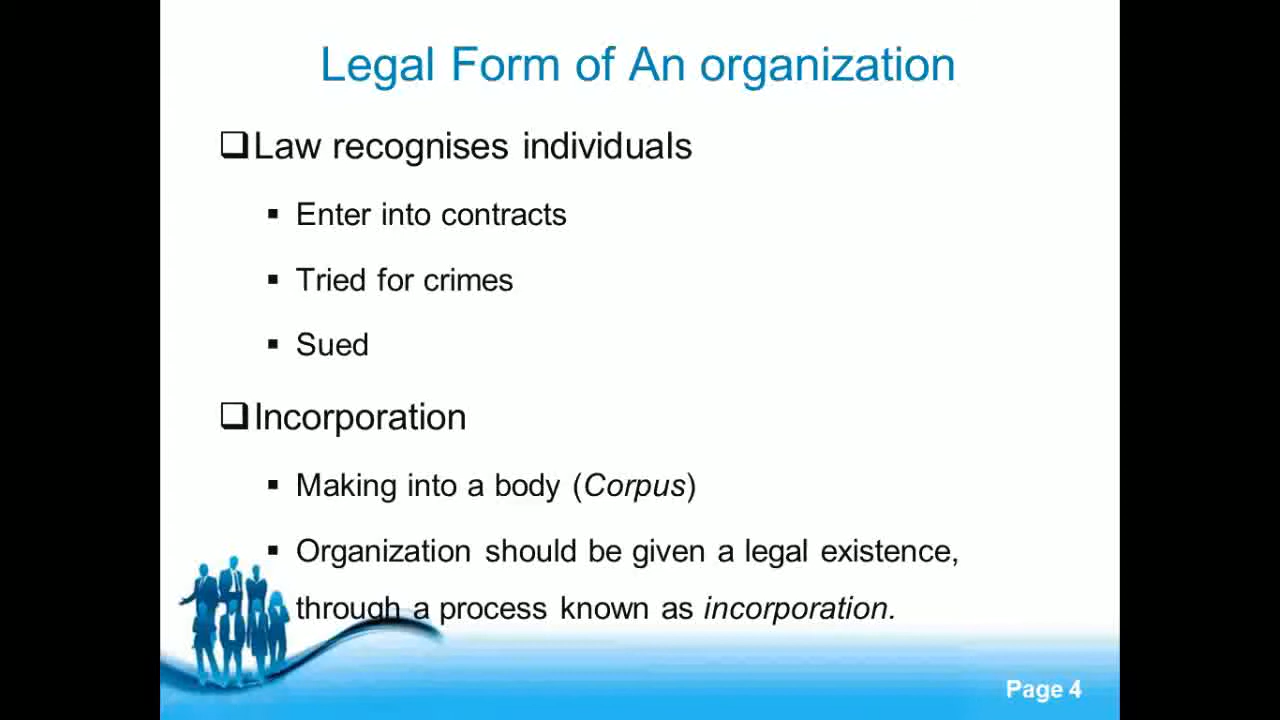 Legal Form of An organization
Law recognises individuals
Enter into contracts
Tried for crimes
Sued
Incorporation
Making into a body (Corpus)
Organization should be given a legal existence,
through a process known as incorporation.
Page 4